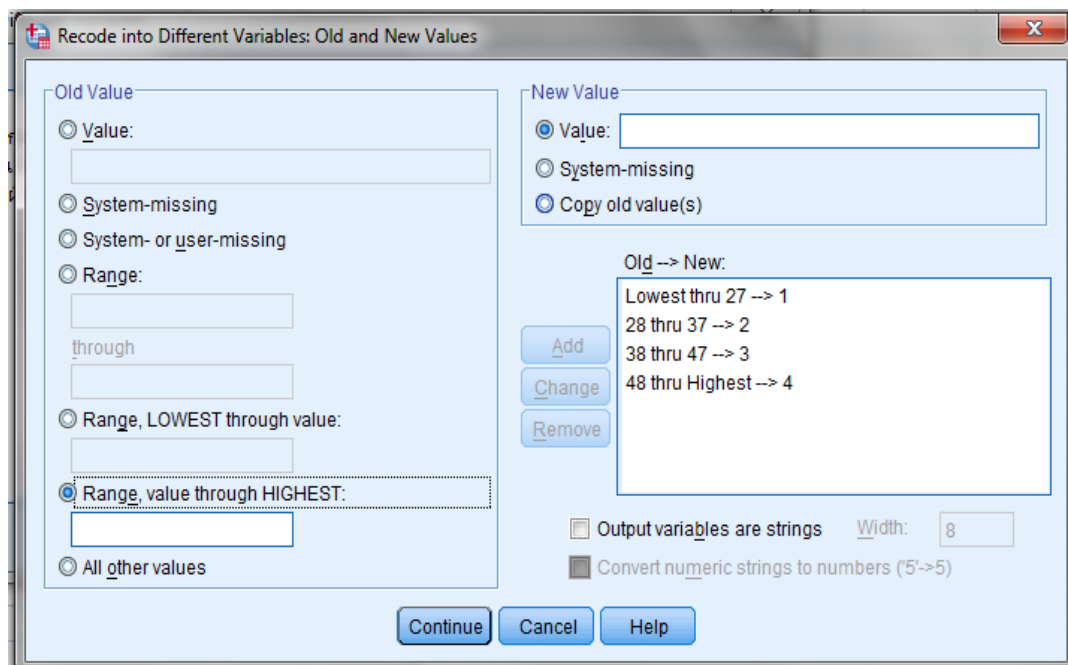 Recode into Different Variables: Old and New Values
Old Value
Value:
System-missing
System- or user-missing
Range:
through
Range, LOWEST through value:
Range, value through HIGHEST:
All other values
New Value
Value:
System-missing
Copy old value(s)
Old --> New:
Lowest thru 27 --> 1
28 thru 37 --> 2
38 thru 47 --> 3
48 thru Highest --> 4
Add
Change
Remove
Output variables are strings Width: 8
Convert numeric strings to numbers ('5'->5)
Continue Cancel Help